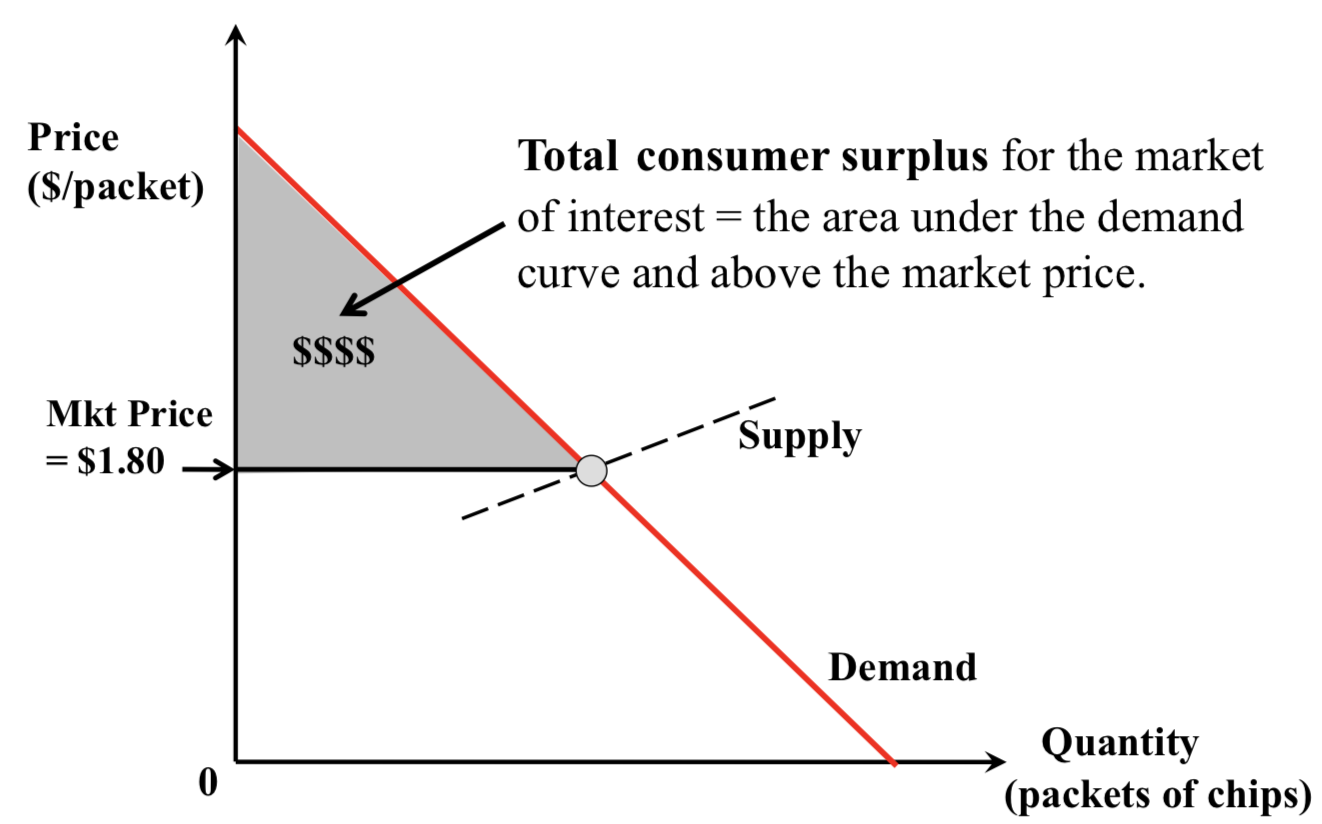 Price
($/packet)
Total consumer surplus for the market
of interest = the area under the demand
curve and above the market price.
$$$$
Mkt Price
= $1.80
Supply
Demand
Quantity
(packets of chips)
0